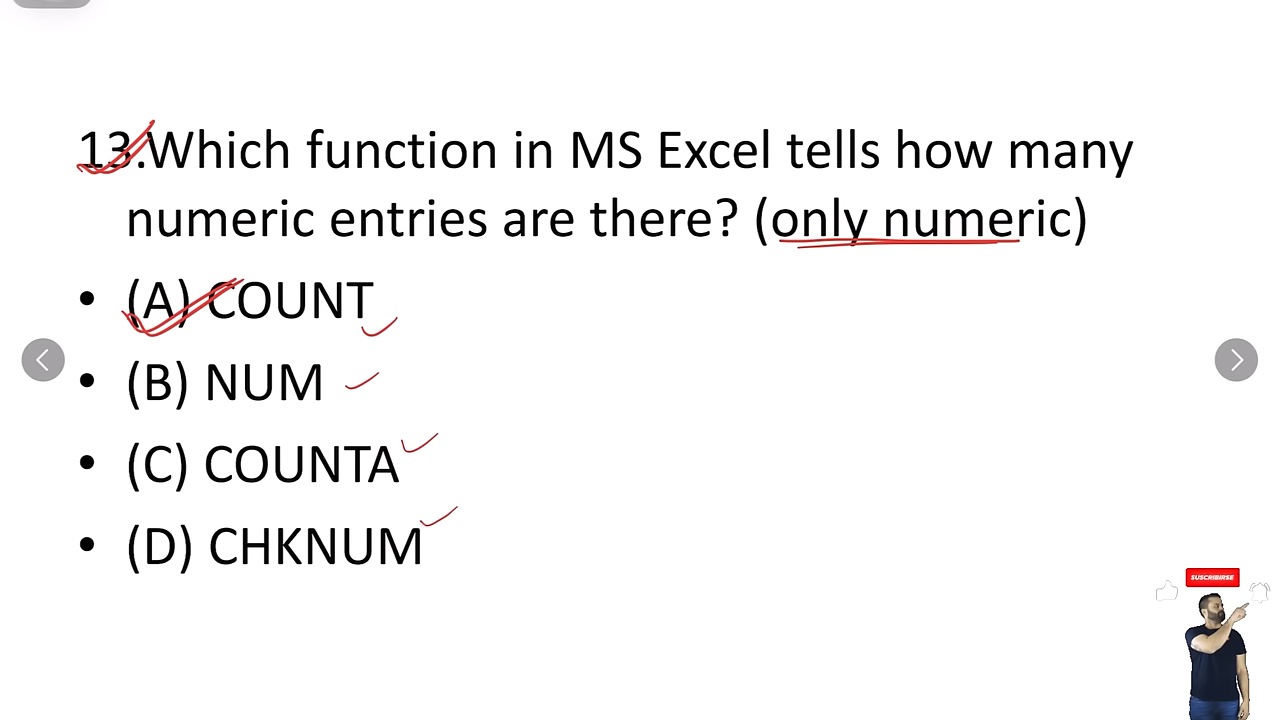 13.Which function in MS Excel tells how many
numeric entries are there? (only numeric)
• (A) COUNT
• (B) NUM
• (C) COUNTA
• (D) CHKNUM
SUSCRIBIRSE